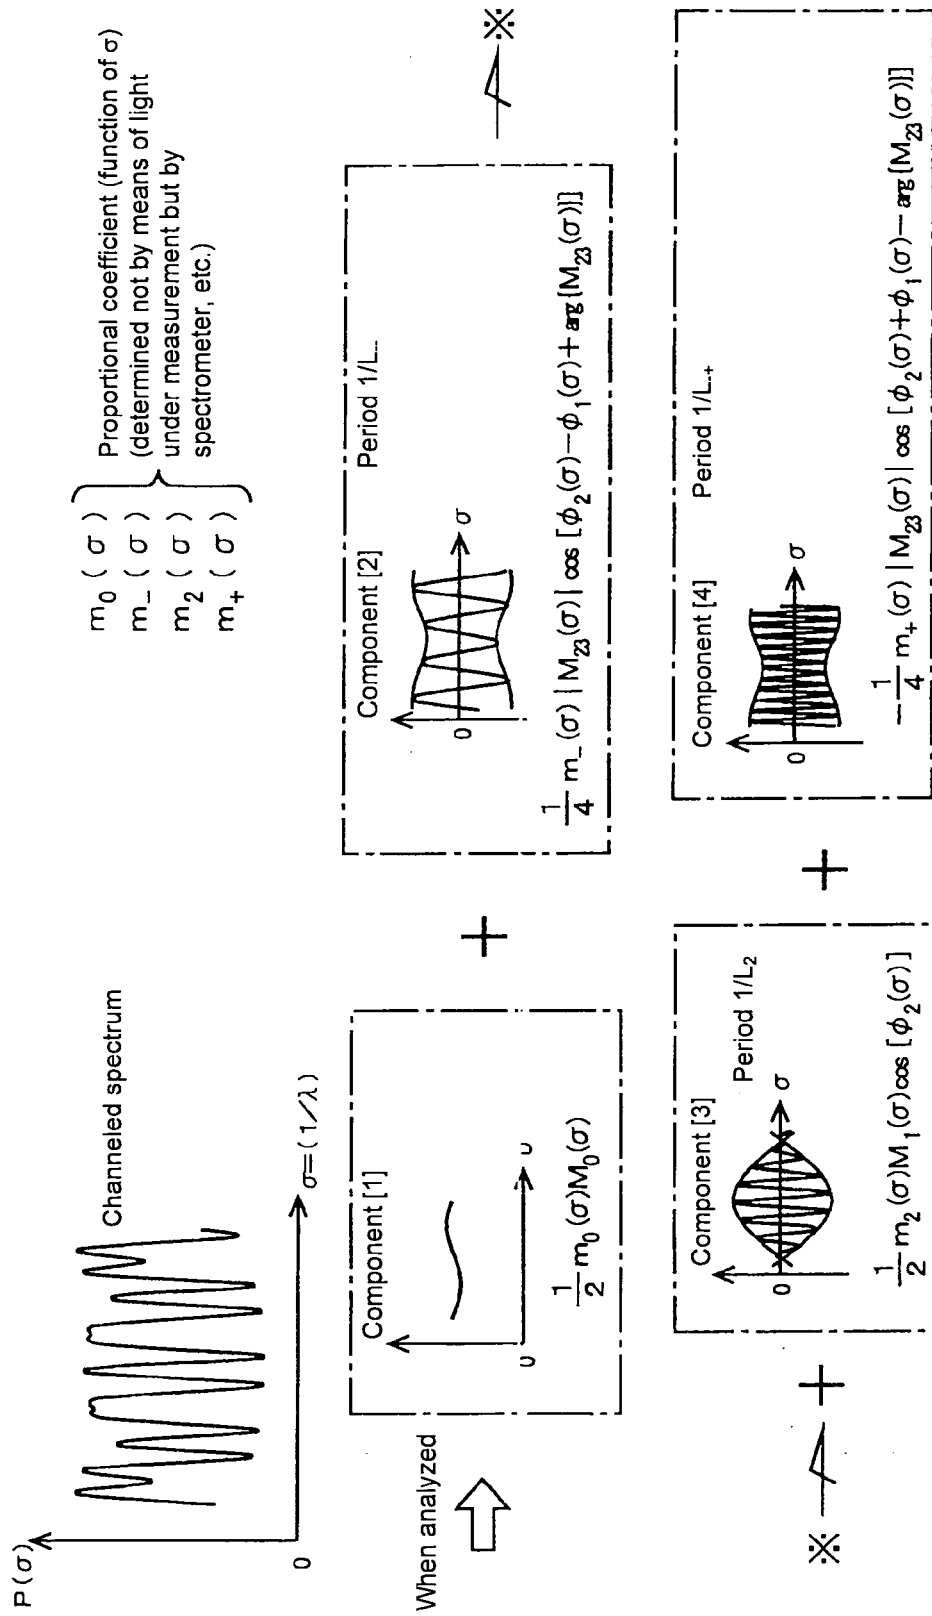 P(σ)
Channeled spectrum
0
σ=(1/λ)
m₀(σ)
m₋(σ)
m₂(σ)
m₊(σ)
Proportional coefficient (function of σ)
(determined not by means of light
under measurement but by
spectrometer, etc.)
When analyzed
Component [1]
½ m₀(σ)M₀(σ)
+
Component [2]
Period 1/L₋
0
σ
¼ m₋(σ)|M₂₃(σ)|cos[ϕ₂(σ)−ϕ₁(σ)+arg{M₂₃(σ)}]
※
※
+
Component [3]
Period 1/L₂
0
σ
½ m₂(σ)M₁(σ)cos[ϕ₂(σ)]
+
Component [4]
Period 1/L₊
0
σ
−¼ m₊(σ)|M₂₃(σ)|cos[ϕ₂(σ)+ϕ₁(σ)−arg{M₂₃(σ)}]